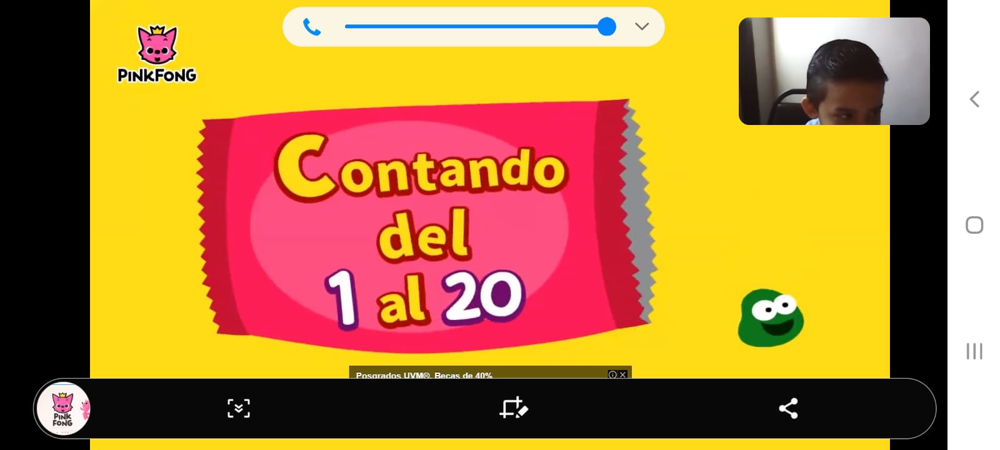 PINKFONG
Contando
del
1 al 20
Posgrados UVM®. Becas de 40%
PINK
FONG